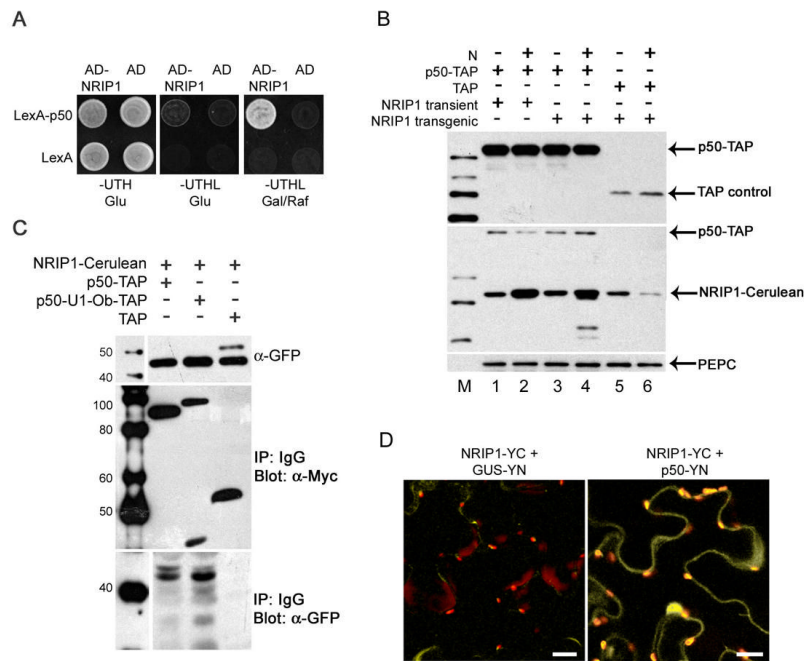 A
AD- AD AD- AD AD- AD
NRIP1 NRIP1 NRIP1
LexA-p50
LexA
-UTH -UTHL -UTHL
Glu Glu Gal/Raf
B
N - + - + - +
p50-TAP + + + + - -
TAP - - - - + +
NRIP1 transient + + - - - -
NRIP1 transgenic - - + + + +
p50-TAP
TAP control
p50-TAP
NRIP1-Cerulean
PEPC
M 1 2 3 4 5 6
C
NRIP1-Cerulean + + +
p50-TAP + - -
p50-U1-Ob-TAP - + -
TAP - - +
50
40
α-GFP
100
80
60
50
IP: IgG
Blot: α-Myc
40
IP: IgG
Blot: α-GFP
D
NRIP1-YC + NRIP1-YC +
GUS-YN p50-YN